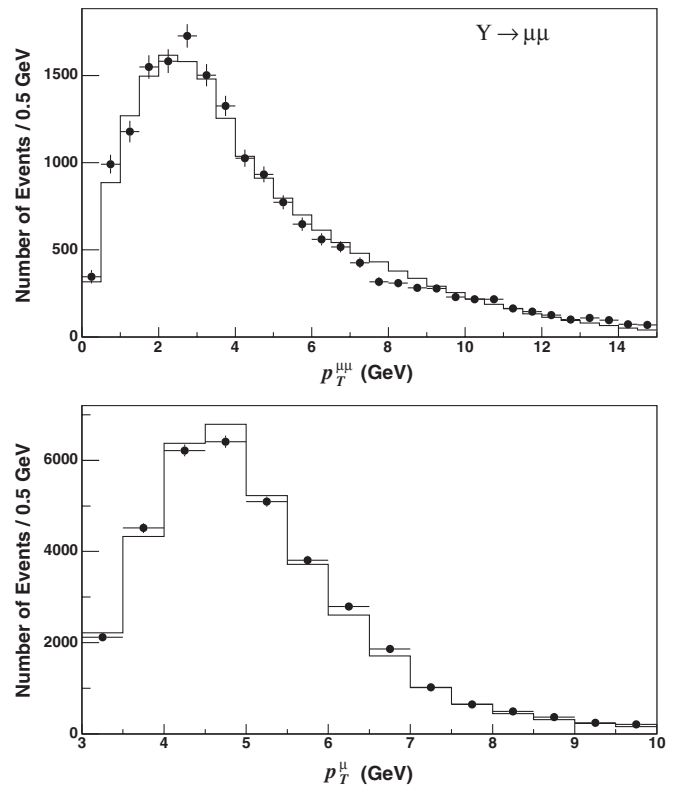 Υ → μμ
Number of Events / 0.5 GeV
1500
1000
500
0
0 2 4 6 8 10 12 14
p_T^μμ (GeV)
Number of Events / 0.5 GeV
6000
4000
2000
0
3 4 5 6 7 8 9 10
p_T^μ (GeV)